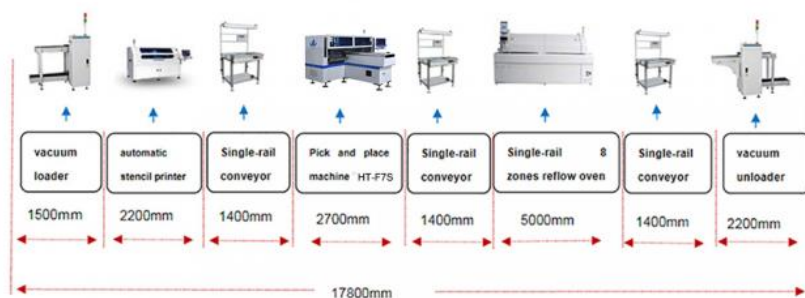 vacuum
loader
automatic
stencil printer
Single-rail
conveyor
Pick and place
machine HT-F7S
Single-rail
conveyor
Single-rail 8
zones reflow oven
Single-rail
conveyor
vacuum
unloader
1500mm
2200mm
1400mm
2700mm
1400mm
5000mm
1400mm
2200mm
17800mm